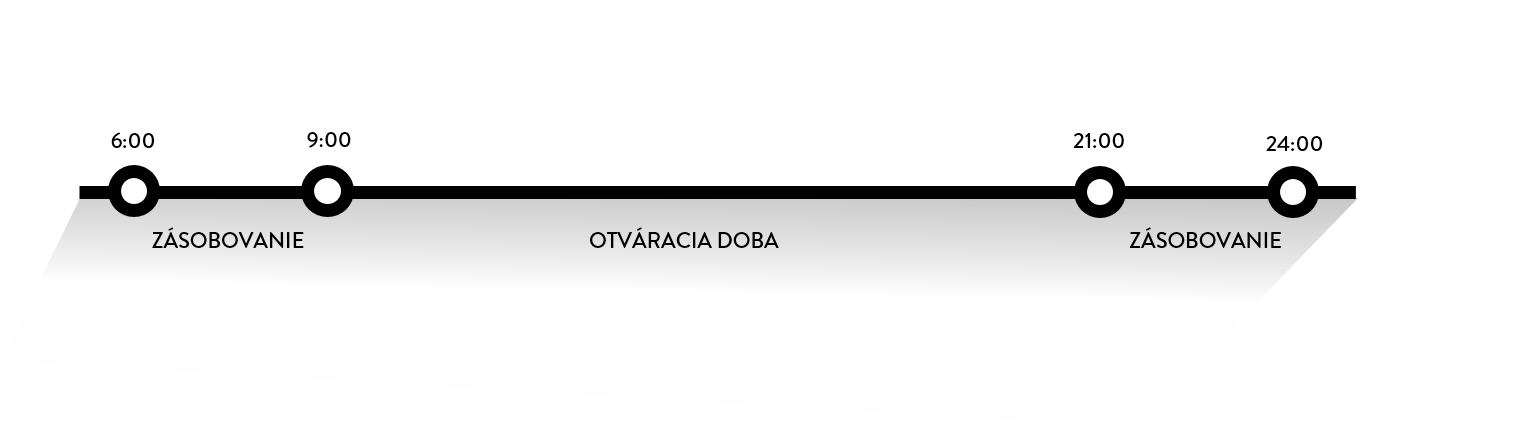 6:00
9:00
21:00
24:00
ZÁSOBOVANIE
OTVÁRACIA DOBA
ZÁSOBOVANIE